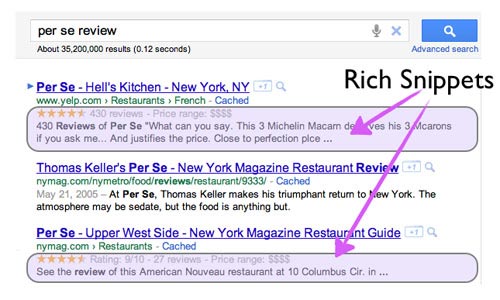 per se review
About 35,200,000 results (0.12 seconds)
Advanced search
Rich Snippets
Per Se - Hell's Kitchen - New York, NY +1
www.yelp.com › Restaurants › French - Cached
430 reviews - Price range: $$$$
430 Reviews of Per Se "What can you say. This 3 Michelin Macam his 3 Mcarons
if you ask me... And justifies the price. Close to perfection plce ...
Thomas Keller's Per Se - New York Magazine Restaurant Review +1
nymag.com/nymetro/food/reviews/restaurant/9333/ - Cached
May 21, 2005 – At Per Se, Thomas Keller makes his triumphant return to New York. The
atmosphere may be sedate, but the food is anything but.
Per Se - Upper West Side - New York Magazine Restaurant Guide +1
nymag.com › Restaurants - Cached
Rating: 9/10 - 27 reviews - Price range: $$$$
See the review of this American Nouveau restaurant at 10 Columbus Cir. in ...